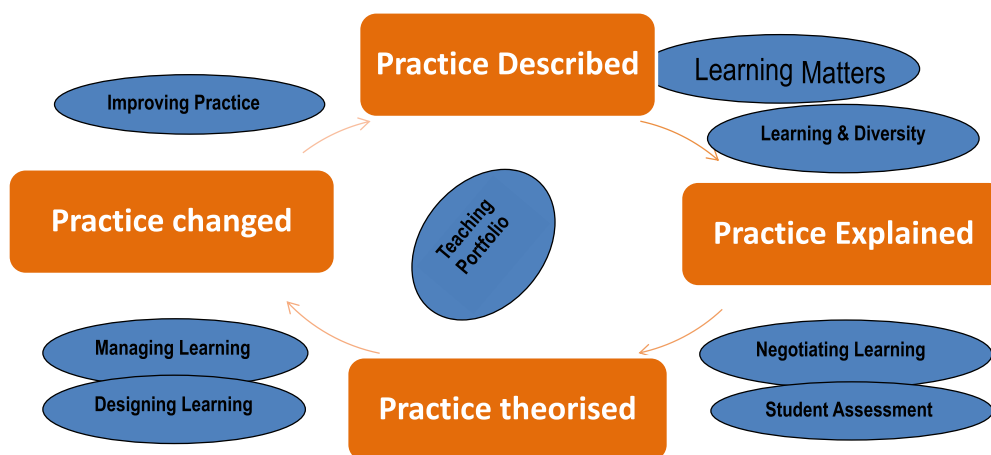 Practice Described
Learning Matters
Improving Practice
Learning & Diversity
Practice changed
Teaching
Portfolio
Practice Explained
Managing Learning
Negotiating Learning
Designing Learning
Practice theorised
Student Assessment